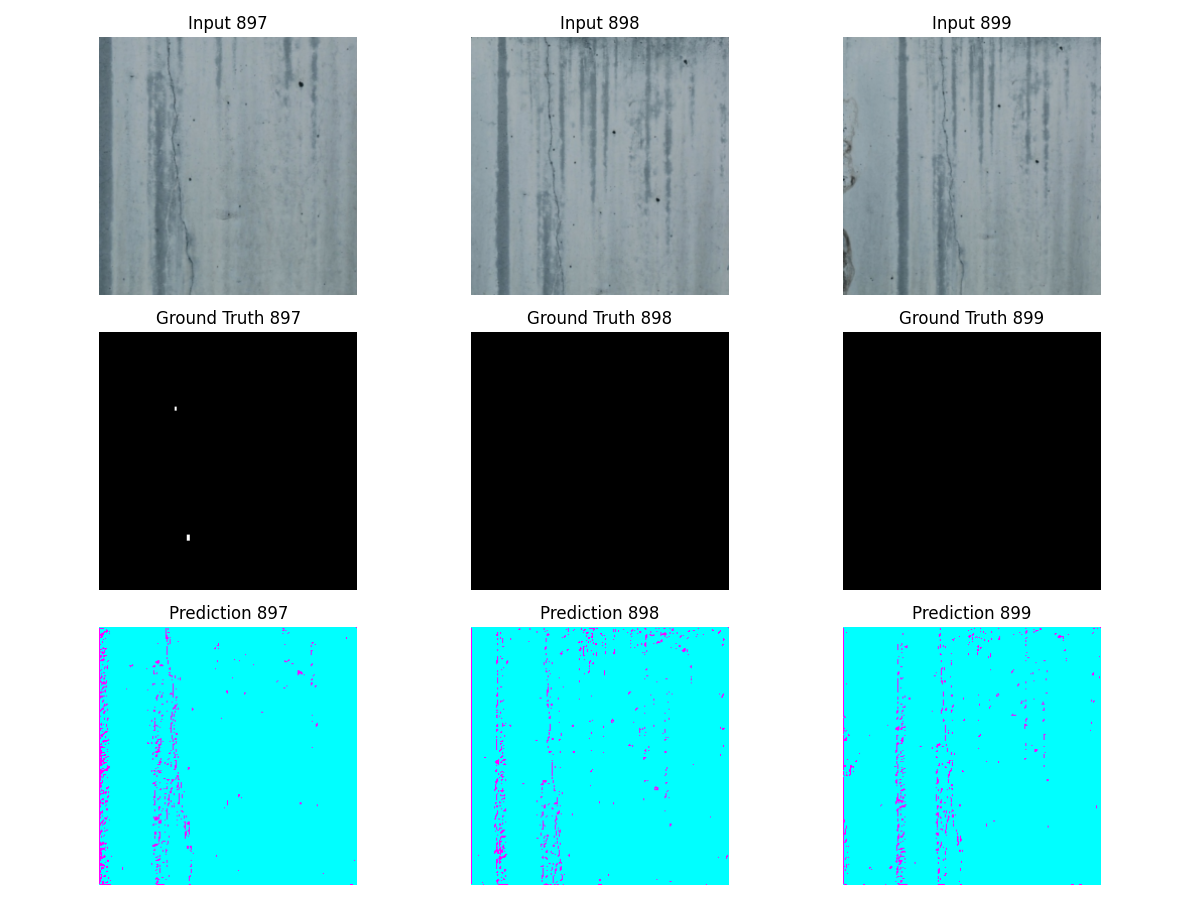 Input 897
Input 898
Input 899
Ground Truth 897
Ground Truth 898
Ground Truth 899
Prediction 897
Prediction 898
Prediction 899